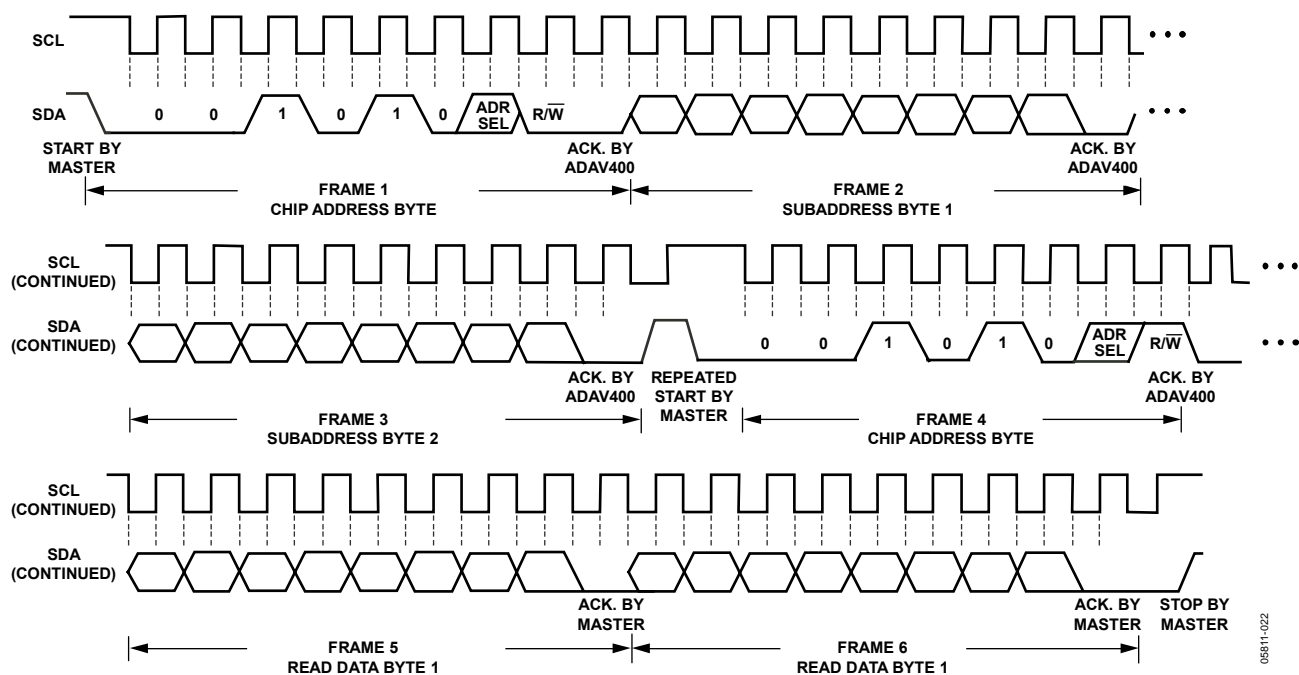 SCL
SDA
0 0 1 0 1 0 ADR SEL R/W̅
START BY MASTER
ACK. BY ADAV400
ACK. BY ADAV400
FRAME 1
CHIP ADDRESS BYTE
FRAME 2
SUBADDRESS BYTE 1
SCL
(CONTINUED)
SDA
(CONTINUED)
0 0 1 0 1 0 ADR SEL R/W̅
ACK. BY ADAV400
REPEATED START BY MASTER
ACK. BY ADAV400
FRAME 3
SUBADDRESS BYTE 2
FRAME 4
CHIP ADDRESS BYTE
SCL
(CONTINUED)
SDA
(CONTINUED)
ACK. BY MASTER
ACK. BY MASTER
STOP BY MASTER
FRAME 5
READ DATA BYTE 1
FRAME 6
READ DATA BYTE 1
05811-022